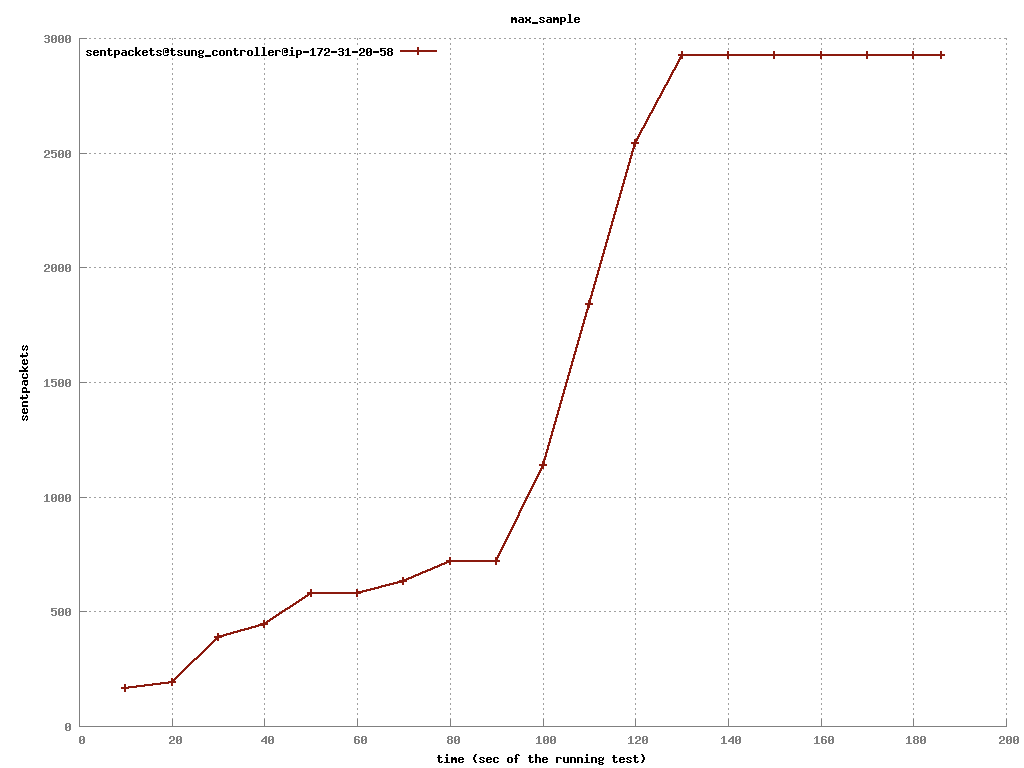 max_sample
sentpackets@tsung_controller@ip-172-31-20-58
3000
2500
2000
1500
1000
500
0
sentpackets
0 20 40 60 80 100 120 140 160 180 200
time (sec of the running test)